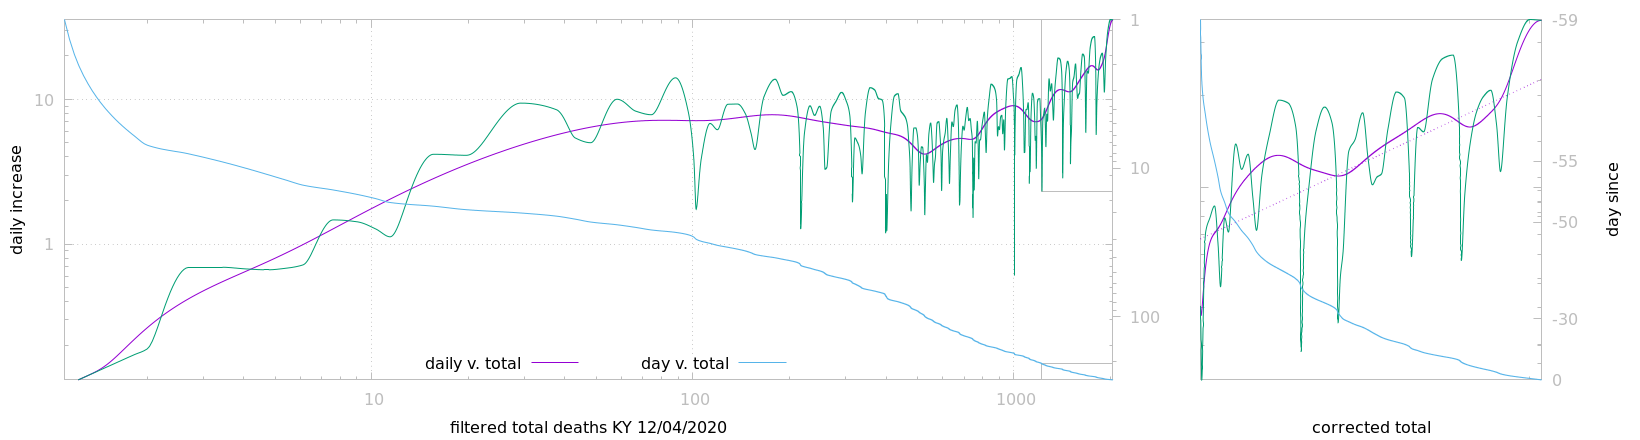 1
-59
10
10
-55
daily increase
-50
day since
1
100
-30
daily v. total
day v. total
0
10
100
1000
filtered total deaths KY 12/04/2020
corrected total